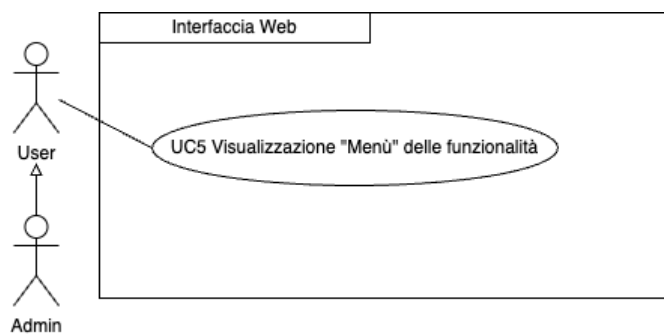 Interfaccia Web
UC5 Visualizzazione "Menù" delle funzionalità
User
Admin